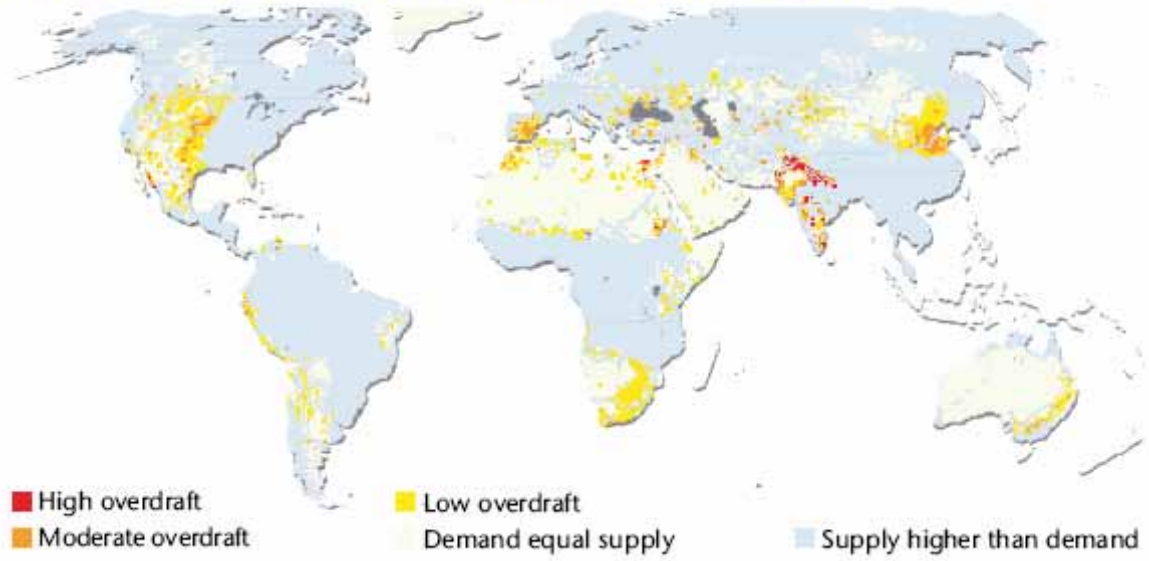 High overdraft
Moderate overdraft
Low overdraft
Demand equal supply
Supply higher than demand